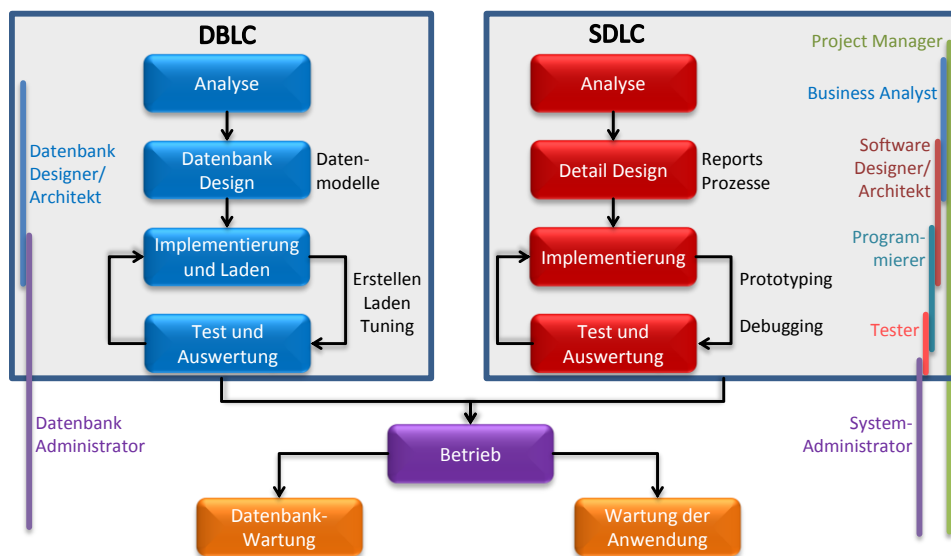 DBLC
Analyse
Datenbank
Design
Daten-
modelle
Implementierung
und Laden
Erstellen
Laden
Tuning
Test und
Auswertung
Datenbank
Designer/
Architekt
Datenbank
Administrator
SDLC
Analyse
Detail Design
Reports
Prozesse
Implementierung
Prototyping
Debugging
Test und
Auswertung
Project Manager
Business Analyst
Software
Designer/
Architekt
Program-
mierer
Tester
System-
Administrator
Betrieb
Datenbank-
Wartung
Wartung der
Anwendung